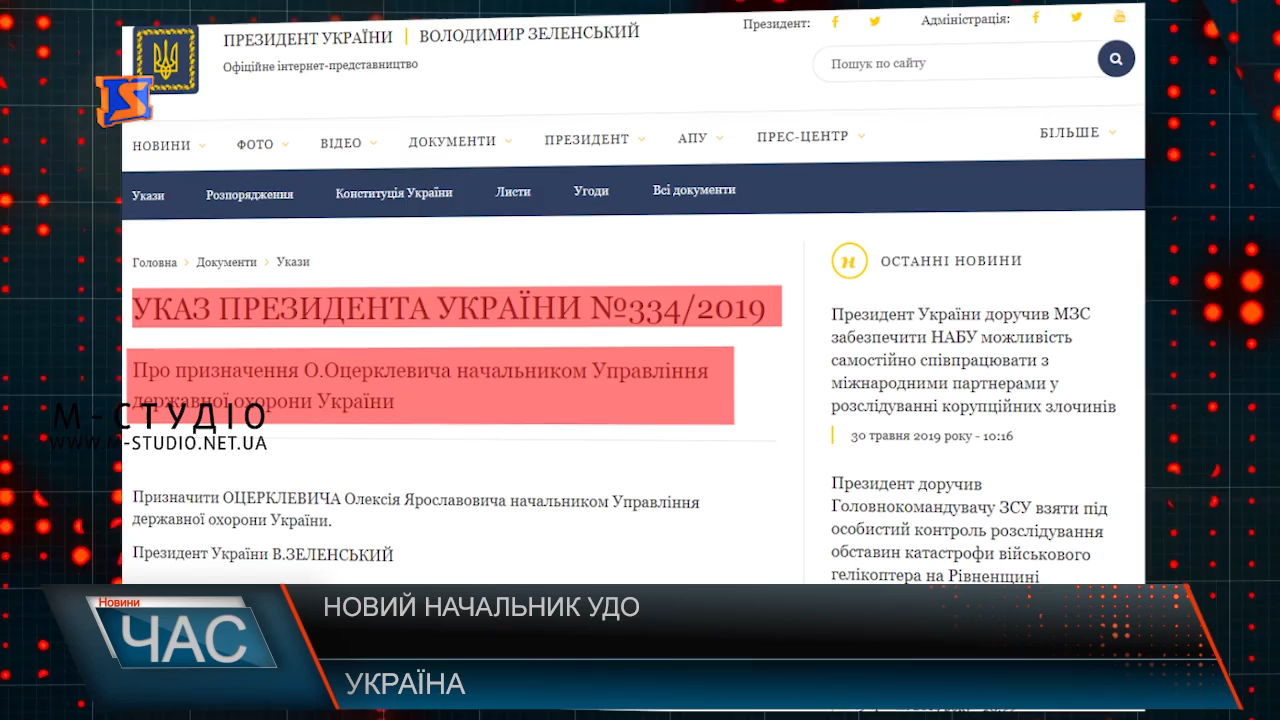 ПРЕЗИДЕНТ УКРАЇНИ | ВОЛОДИМИР ЗЕЛЕНСЬКИЙ
Офіційне інтернет-представництво
Президент:
Адміністрація:
Пошук по сайту
НОВИНИ ФОТО ВІДЕО ДОКУМЕНТИ ПРЕЗИДЕНТ АПУ ПРЕС-ЦЕНТР БІЛЬШЕ
Укази Розпорядження Конституція України Листи Угоди Всі документи
Головна > Документи > Укази
УКАЗ ПРЕЗИДЕНТА УКРАЇНИ №334/2019
Про призначення О.Оцерклевича начальником Управління
державної охорони України
М-СТУДІО
WWW.M-STUDIO.NET.UA
Призначити ОЦЕРКЛЕВИЧА Олексія Ярославовича начальником Управління
державної охорони України.
Президент України В.ЗЕЛЕНСЬКИЙ
ОСТАННІ НОВИНИ
Президент України доручив МЗС
забезпечити НАБУ можливість
самостійно співпрацювати з
міжнародними партнерами у
розслідуванні корупційних злочинів
30 травня 2019 року - 10:16
Президент доручив
Головнокомандувачу ЗСУ взяти під
особистий контроль розслідування
обставин катастрофи військового
гелікоптера на Рівненщині
Новини
ЧАС
НОВИЙ НАЧАЛЬНИК УДО
УКРАЇНА